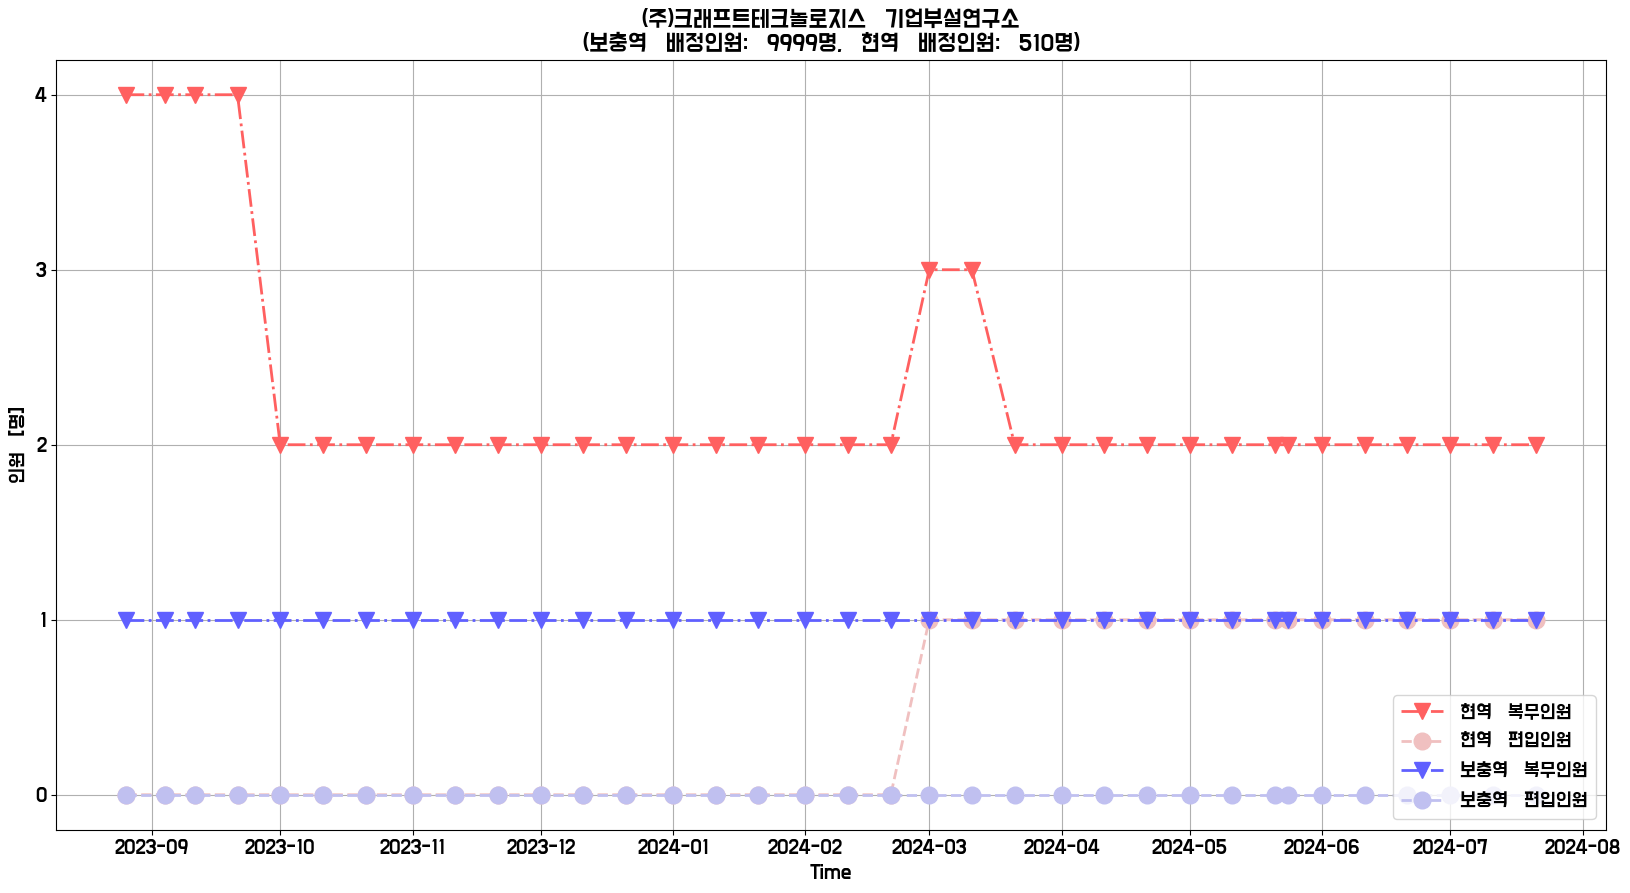 (주)크래프트테크놀로지스 기업부설연구소
(보충역 배정인원: 9999명, 현역 배정인원: 510명)
인원 [명]
4
3
2
1
0
2023-09 2023-10 2023-11 2023-12 2024-01 2024-02 2024-03 2024-04 2024-05 2024-06 2024-07 2024-08
Time
현역 복무인원
현역 편입인원
보충역 복무인원
보충역 편입인원